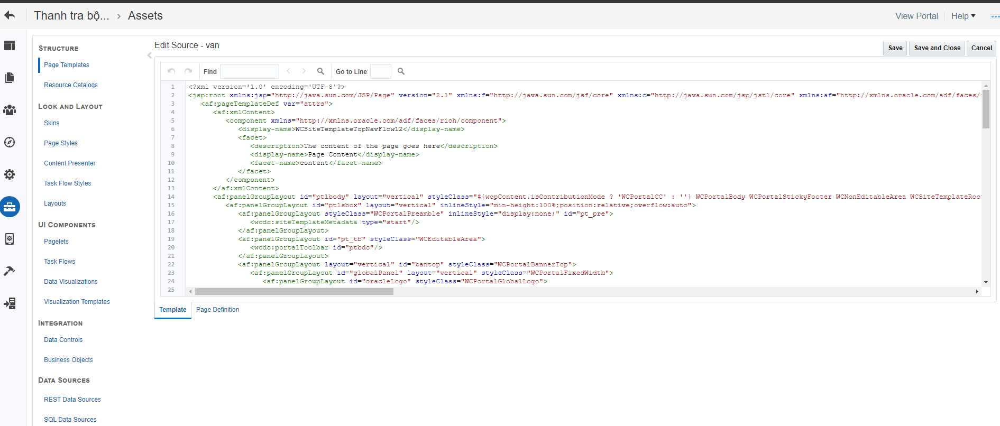 Thanh tra bộ... › Assets
View Portal
Help
STRUCTURE
Page Templates
Resource Catalogs
LOOK AND LAYOUT
Skins
Page Styles
Content Presenter
Task Flow Styles
Layouts
UI COMPONENTS
Pagelets
Task Flows
Data Visualizations
Visualization Templates
INTEGRATION
Data Controls
Business Objects
DATA SOURCES
REST Data Sources
SQL Data Sources
Edit Source - van
Save
Save and Close
Cancel
Find
Go to Line
1 <?xml version='1.0' encoding='UTF-8'?>
2 <jsp:root xmlns:jsp="http://java.sun.com/JSP/Page" version="2.1" xmlns:f="http://java.sun.com/jsf/core" xmlns:c="http://java.sun.com/jsp/jstl/core" xmlns:af="http://xmlns.oracle.com/adf/faces/
3 <af:pageTemplateDef var="attrs">
4 <af:xmlContent>
5 <component xmlns="http://xmlns.oracle.com/adf/faces/rich/component">
6 <display-name>WCSiteTemplateTopNavFlow12</display-name>
7 <facet>
8 <description>The content of the page goes here</description>
9 <display-name>Page Content</display-name>
10 <facet-name>content</facet-name>
11 </facet>
12 </component>
13 </af:xmlContent>
14 <af:panelGroupLayout id="ptlbody" layout="vertical" styleClass="#{wcpContent.isContributionMode ? 'WCPortalCC' : ''} WCPortalBody WCPortalStickyFooter WCNonEditableArea WCSiteTemplateRoo
15 <af:panelGroupLayout id="ptlsbox" layout="vertical" inlineStyle="min-height:100%;position:relative;overflow:auto">
16 <af:panelGroupLayout styleClass="WCPortalPreamble" inlineStyle="display:none;" id="pt_pre">
17 <wcdc:siteTemplateMetadata type="start"/>
18 </af:panelGroupLayout>
19 <af:panelGroupLayout id="pt_tb" styleClass="WCEditableArea">
20 <wcdc:portalToolbar id="ptbdc"/>
21 </af:panelGroupLayout>
22 <af:panelGroupLayout layout="vertical" id="bantop" styleClass="WCPortalBannerTop">
23 <af:panelGroupLayout id="globalPanel" layout="vertical" styleClass="WCPortalFixedWidth">
24 <af:panelGroupLayout id="oracleLogo" styleClass="WCPortalGlobalLogo">
25
Template
Page Definition